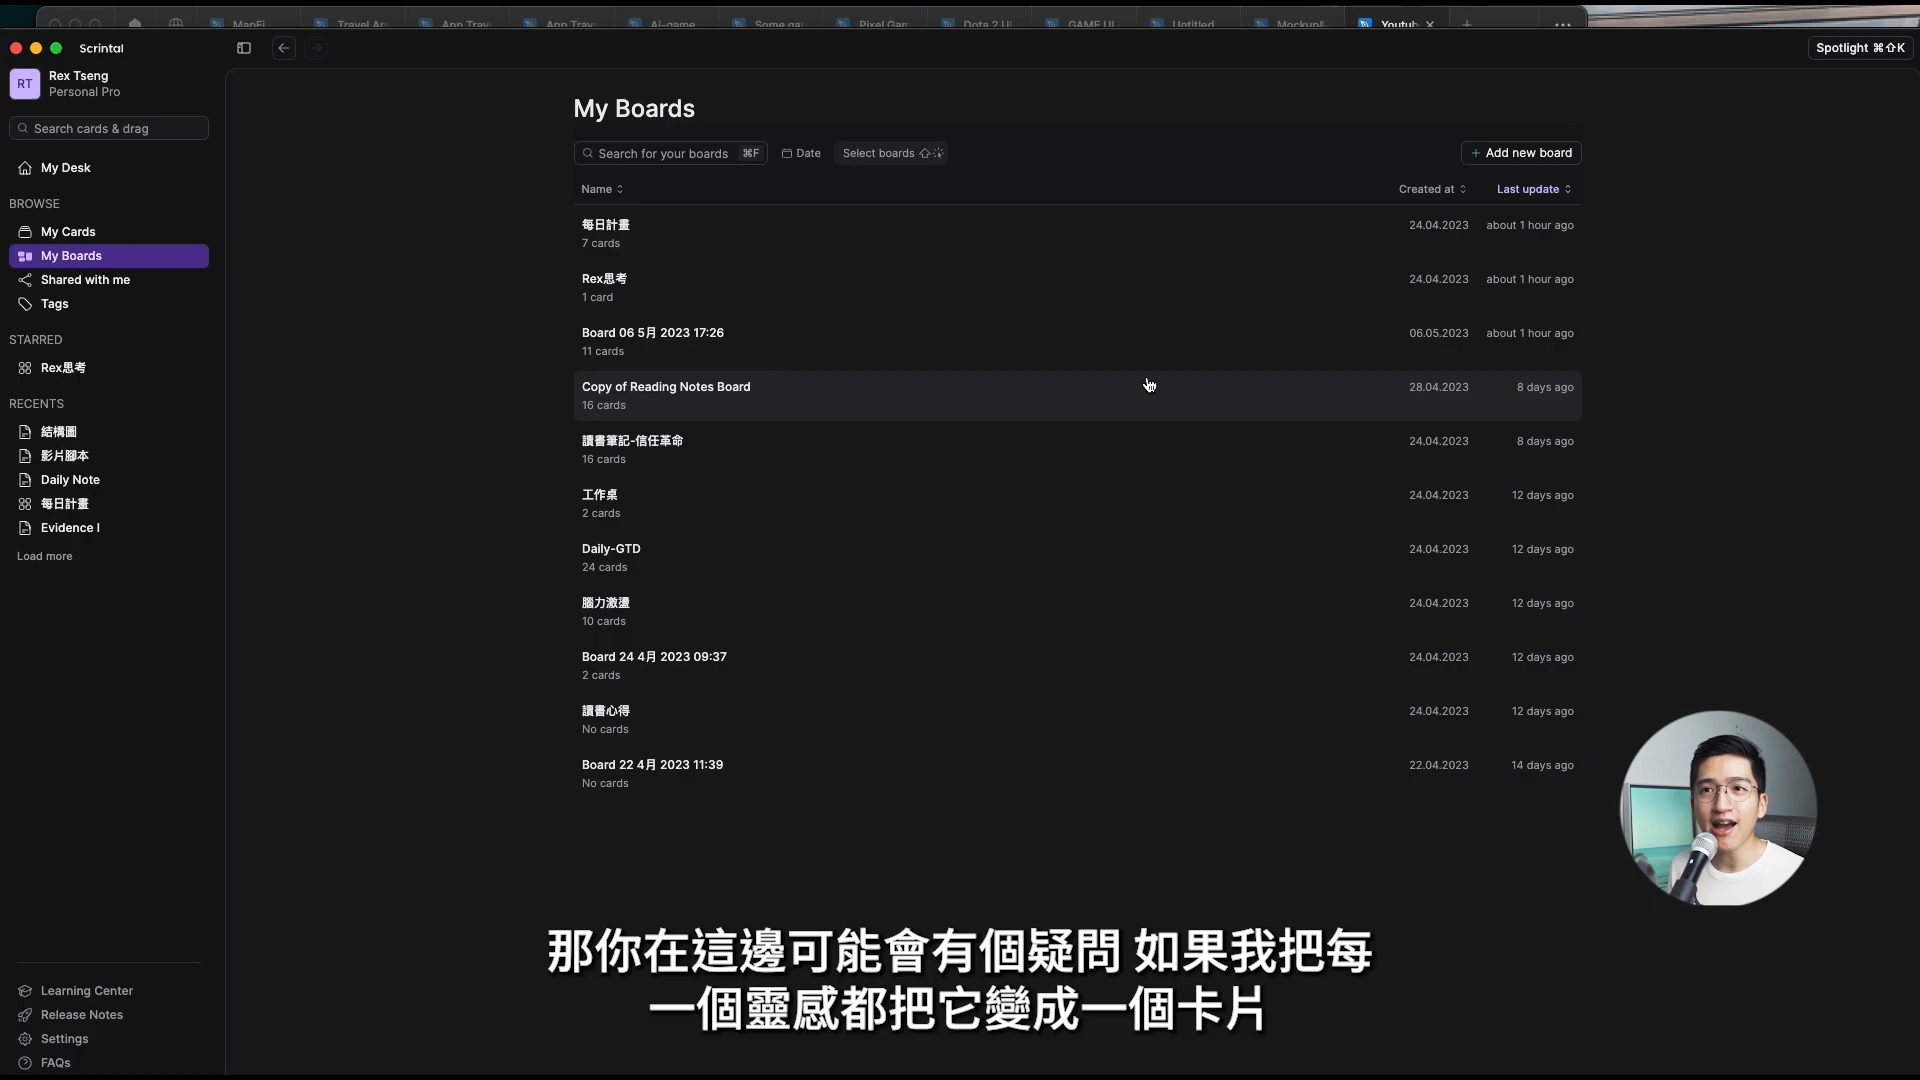 Scrintal
Spotlight ⌘⇧K
RT
Rex Tseng
Personal Pro
Search cards & drag
My Desk
BROWSE
My Cards
My Boards
Shared with me
Tags
STARRED
Rex思考
RECENTS
結構圖
影片腳本
Daily Note
每日計畫
Evidence I
Load more
Learning Center
Release Notes
Settings
FAQs
My Boards
Search for your boards ⌘F
Date
Select boards
+ Add new board
Name Created at Last update
每日計畫 24.04.2023 about 1 hour ago
7 cards
Rex思考 24.04.2023 about 1 hour ago
1 card
Board 06 5月 2023 17:26 06.05.2023 about 1 hour ago
11 cards
Copy of Reading Notes Board 28.04.2023 8 days ago
16 cards
讀書筆記-信任革命 24.04.2023 8 days ago
16 cards
工作桌 24.04.2023 12 days ago
2 cards
Daily-GTD 24.04.2023 12 days ago
24 cards
腦力激盪 24.04.2023 12 days ago
10 cards
Board 24 4月 2023 09:37 24.04.2023 12 days ago
2 cards
讀書心得 24.04.2023 12 days ago
No cards
Board 22 4月 2023 11:39 22.04.2023 14 days ago
No cards
那你在這邊可能會有個疑問 如果我把每
一個靈感都把它變成一個卡片